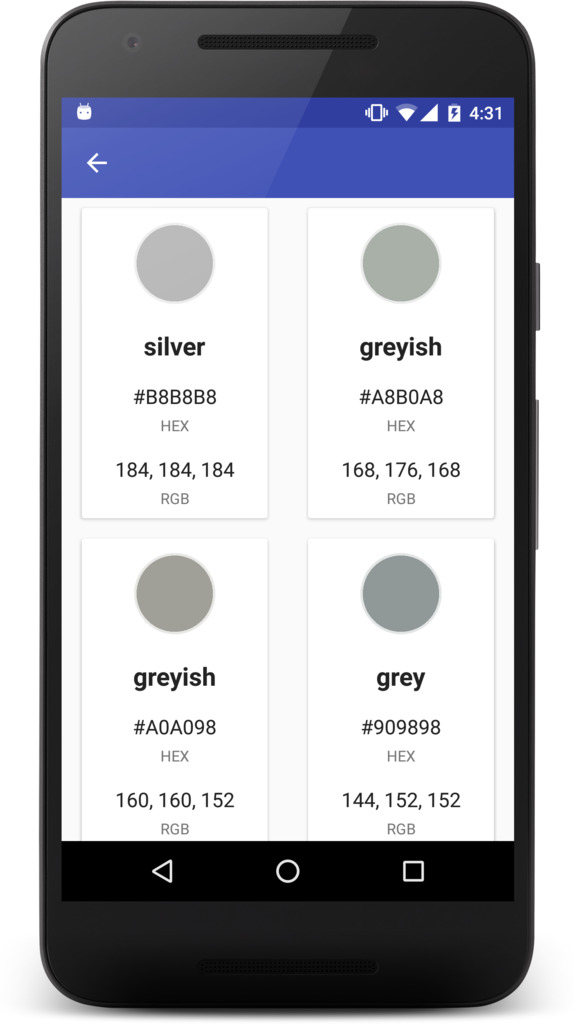 4:31
silver
#B8B8B8
HEX
184, 184, 184
RGB
greyish
#A8B0A8
HEX
168, 176, 168
RGB
greyish
#A0A098
HEX
160, 160, 152
RGB
grey
#909898
HEX
144, 152, 152
RGB